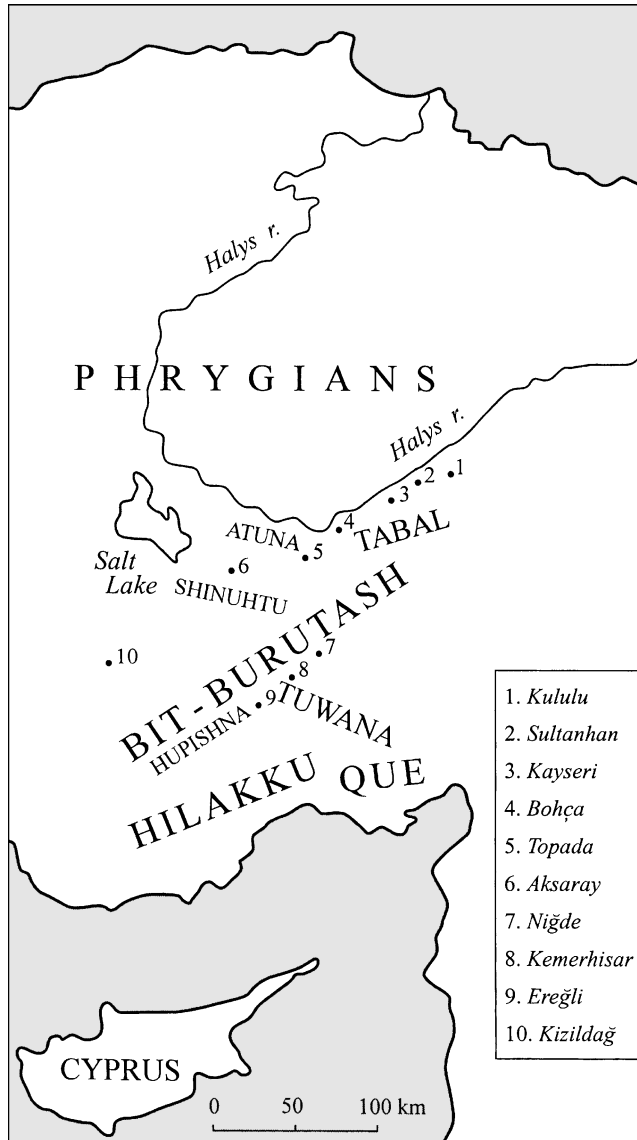 Halys r.
PHRYGIANS
Halys r.
1
2
3
4
TABAL
ATUNA
5
Salt
Lake
6
SHINUHTU
BIT-BURUTASH
7
10
8
9
TUWANA
HUPISHNA
HILAKKU
QUE
1. Kululu
2. Sultanhan
3. Kayseri
4. Bohça
5. Topada
6. Aksaray
7. Niğde
8. Kemerhisar
9. Ereğli
10. Kizildağ
CYPRUS
0 50 100 km